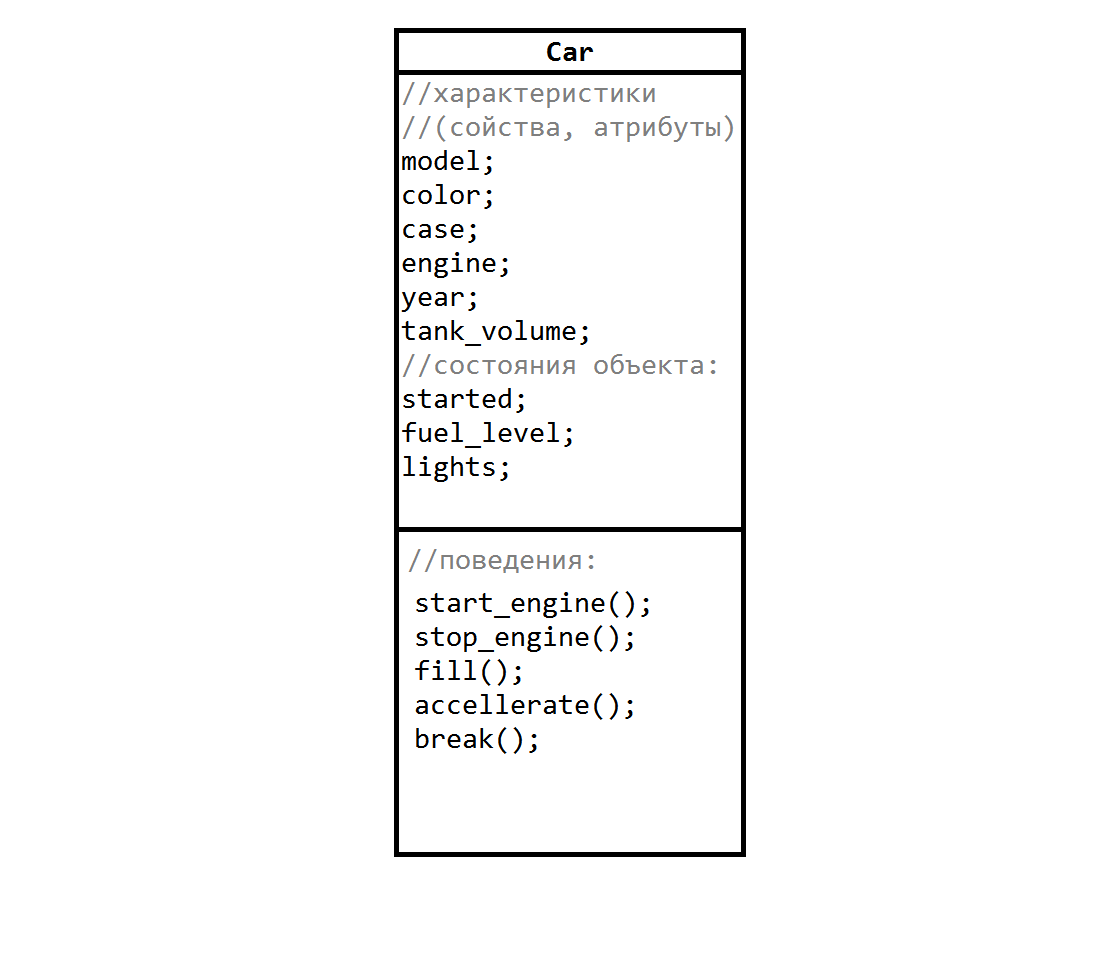 Car
//характеристики
//(сойства, атрибуты)
model;
color;
case;
engine;
year;
tank_volume;
//состояния объекта:
started;
fuel_level;
lights;
//поведения:
start_engine();
stop_engine();
fill();
accellerate();
break();